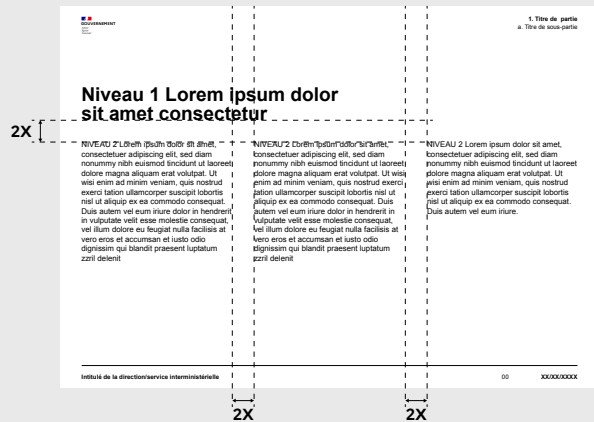 GOUVERNEMENT
1. Titre de partie
a. Titre de sous-partie
Niveau 1 Lorem ipsum dolor
sit amet consectetur
2X
NIVEAU 2 Lorem ipsum dolor sit amet,
consectetuer adipiscing elit, sed diam
nonummy nibh euismod tincidunt ut laoreet
dolore magna aliquam erat volutpat. Ut
wisi enim ad minim veniam, quis nostrud
exerci tation ullamcorper suscipit lobortis
nisl ut aliquip ex ea commodo consequat.
Duis autem vel eum iriure dolor in hendrerit
in vulputate velit esse molestie consequat,
vel illum dolore eu feugiat nulla facilisis at
vero eros et accumsan et iusto odio
dignissim qui blandit praesent luptatum
zzril delenit
NIVEAU 2 Lorem ipsum dolor sit amet,
consectetuer adipiscing elit, sed diam
nonummy nibh euismod tincidunt ut laoreet
dolore magna aliquam erat volutpat. Ut wisi
enim ad minim veniam, quis nostrud exerci
tation ullamcorper suscipit lobortis nisl ut
aliquip ex ea commodo consequat. Duis
autem vel eum iriure dolor in hendrerit in
vulputate velit esse molestie consequat,
vel illum dolore eu feugiat nulla facilisis at
vero eros et accumsan et iusto odio
dignissim qui blandit praesent luptatum
zzril delenit
NIVEAU 2 Lorem ipsum dolor sit amet,
consectetuer adipiscing elit, sed diam
nonummy nibh euismod tincidunt ut laoreet
dolore magna aliquam erat volutpat. Ut
wisi enim ad minim veniam, quis nostrud
exerci tation ullamcorper suscipit lobortis
nisl ut aliquip ex ea commodo consequat.
Duis autem vel eum iriure.
Intitulé de la direction/service interministérielle
00
XX/XX/XXXX
2X
2X